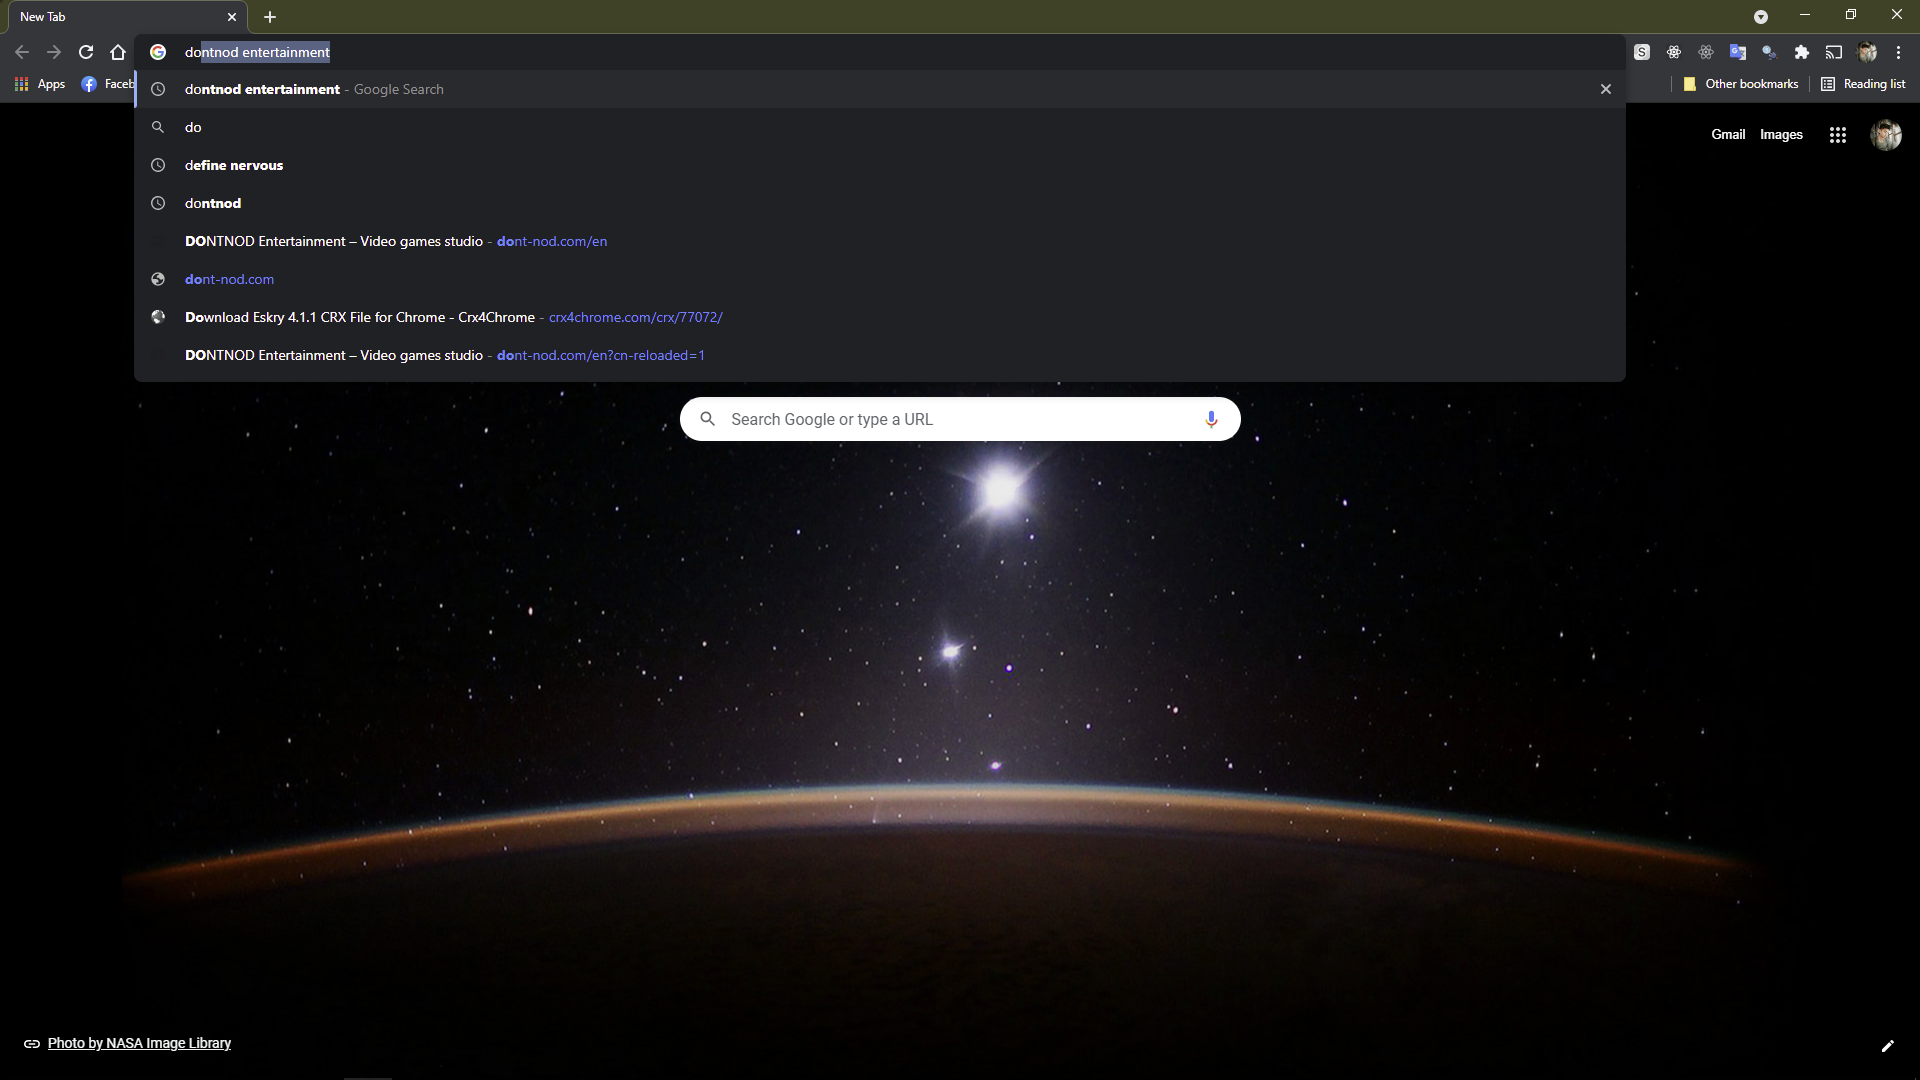 New Tab
dontnod entertainment
Apps
Faceb
Other bookmarks
Reading list
dontnod entertainment - Google Search
do
define nervous
dontnod
DONTNOD Entertainment – Video games studio - dont-nod.com/en
dont-nod.com
Download Eskry 4.1.1 CRX File for Chrome - Crx4Chrome - crx4chrome.com/crx/77072/
DONTNOD Entertainment – Video games studio - dont-nod.com/en?cn-reloaded=1
Gmail
Images
Search Google or type a URL
Photo by NASA Image Library